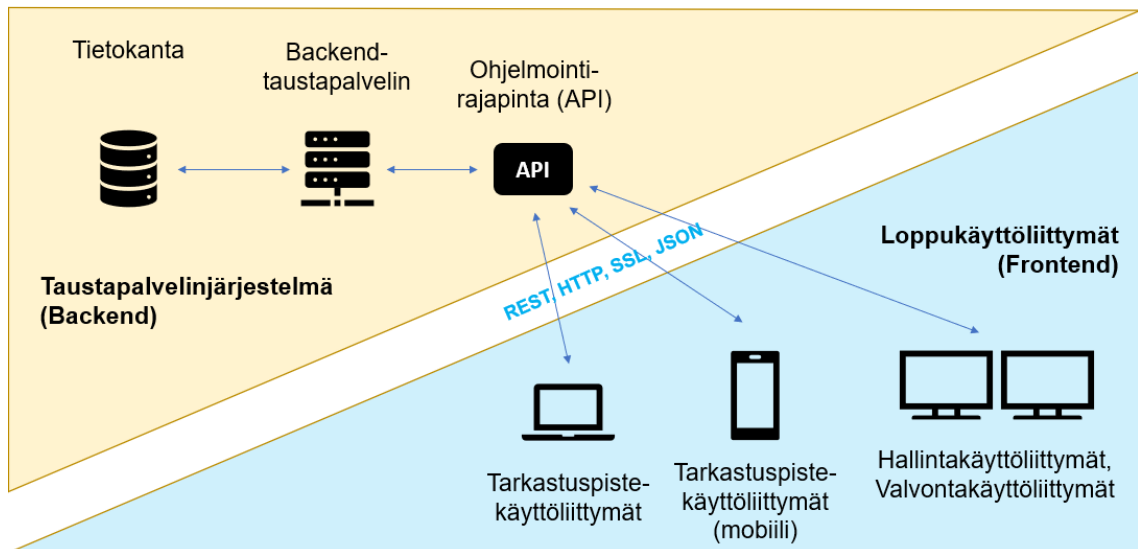 Tietokanta
Backend-
taustapalvelin
Ohjelmointi-
rajapinta (API)
API
Taustapalvelinjärjestelmä
(Backend)
REST, HTTP, SSL, JSON
Loppukäyttöliittymät
(Frontend)
Tarkastuspiste-
käyttöliittymät
Tarkastuspiste-
käyttöliittymät
(mobiili)
Hallintakäyttöliittymät,
Valvontakäyttöliittymät